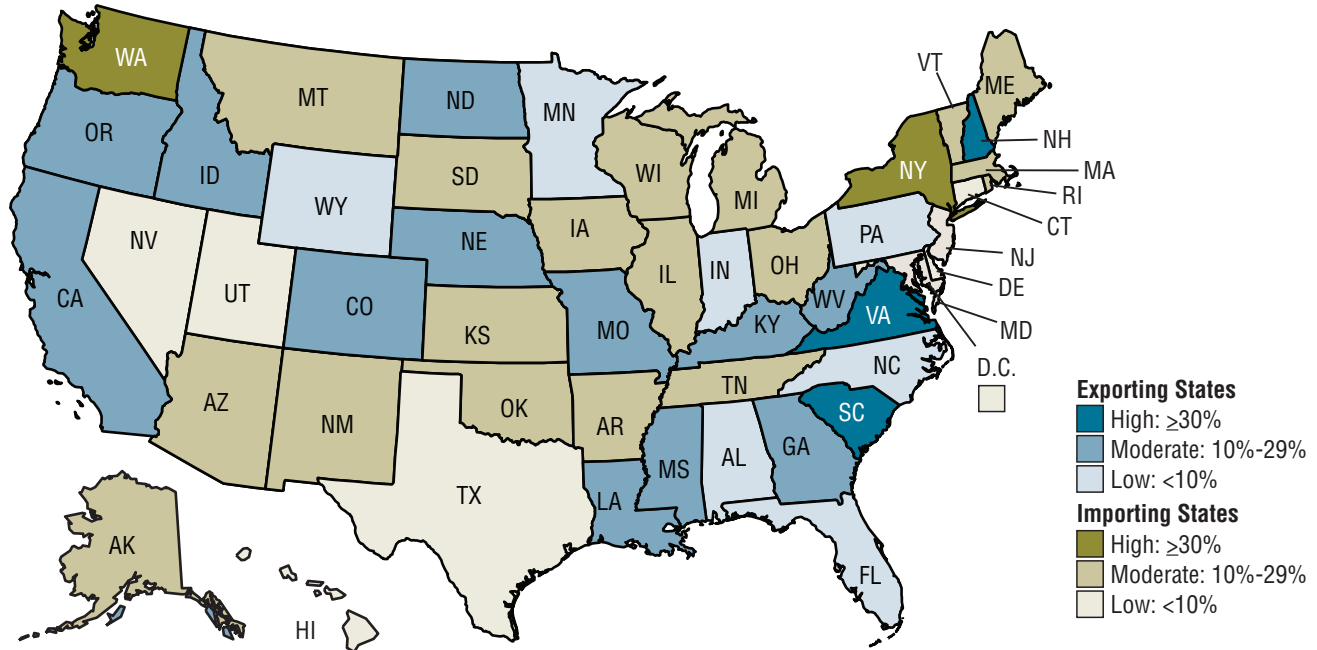 WA
MT
ND
MN
VT
ME
OR
ID
SD
WI
NY
NH
MA
WY
MI
RI
CT
NV
NE
IA
PA
NJ
UT
IL
IN
OH
DE
CA
CO
MO
KY
WV
VA
MD
KS
D.C.
AZ
NM
OK
TN
NC
AR
SC
TX
MS
AL
GA
LA
AK
FL
HI
Exporting States
High: ≥30%
Moderate: 10%-29%
Low: <10%
Importing States
High: ≥30%
Moderate: 10%-29%
Low: <10%